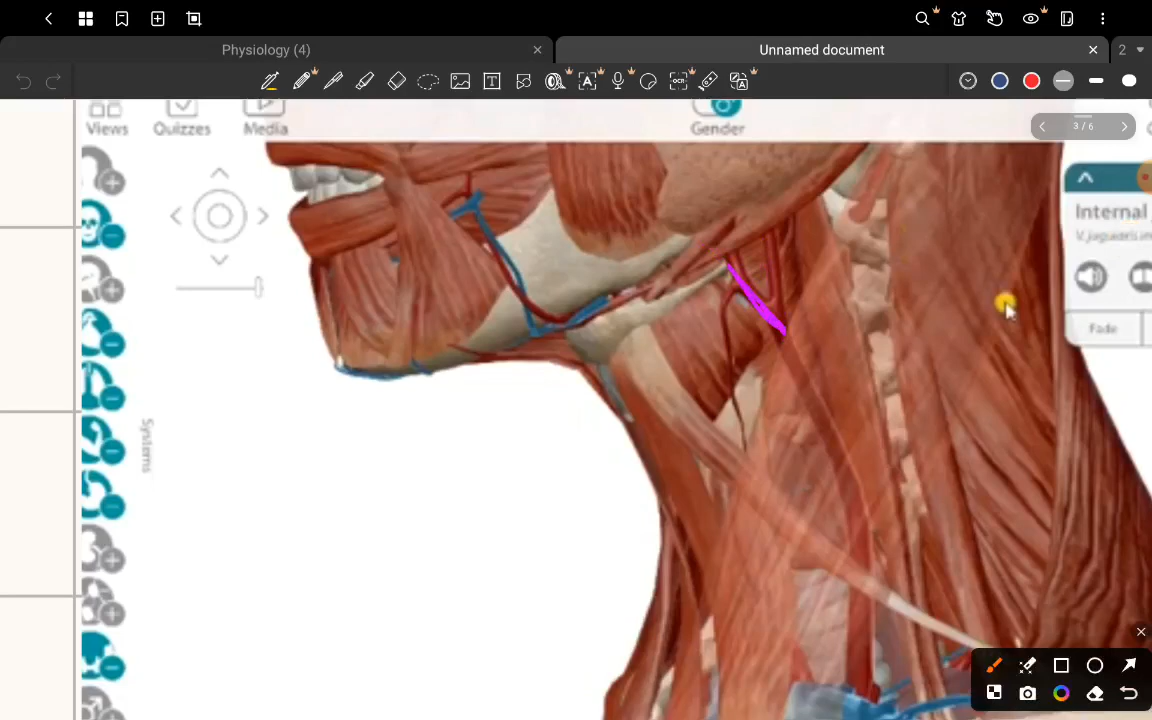 Physiology (4)
Unnamed document
2
Views
Quizzes
Media
Gender
3 / 6
Internal
Fade
Systems